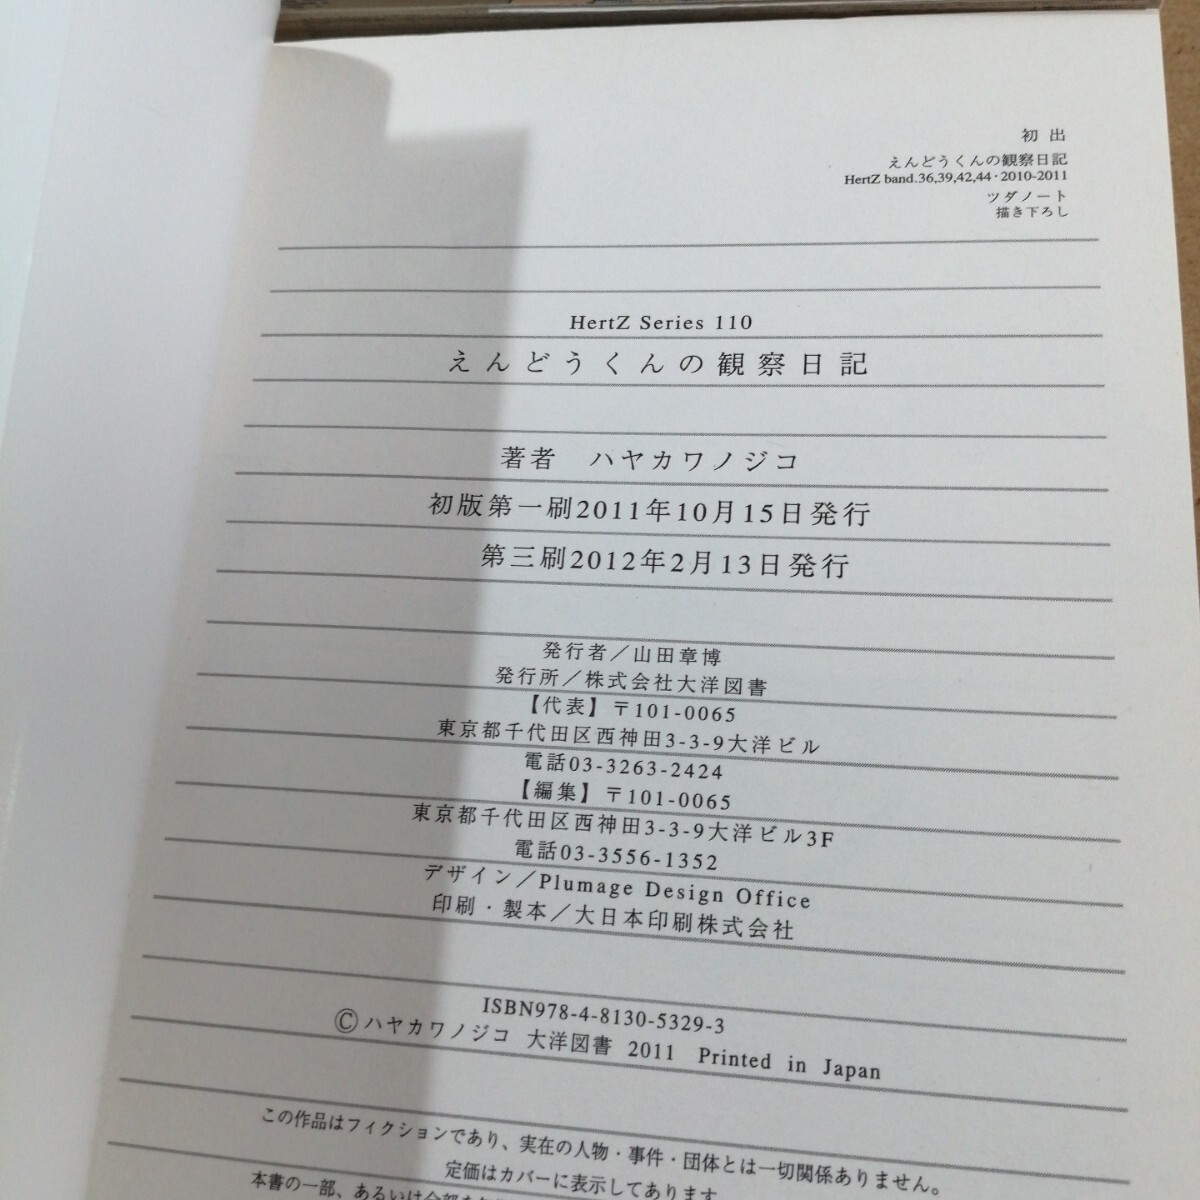 初出
えんどうくんの観察日記
HertZ band.36,39,42,44・2010-2011
ツダノート
描き下ろし
HertZ Series 110
えんどうくんの観察日記
著者 ハヤカワノジコ
初版第一刷2011年10月15日発行
第三刷2012年2月13日発行
発行者／山田章博
発行所／株式会社大洋図書
【代表】〒101-0065
東京都千代田区西神田3-3-9大洋ビル
電話03-3263-2424
【編集】〒101-0065
東京都千代田区西神田3-3-9大洋ビル3F
電話03-3556-1352
デザイン／Plumage Design Office
印刷・製本／大日本印刷株式会社
ISBN978-4-8130-5329-3
©ハヤカワノジコ 大洋図書 2011 Printed in Japan
この作品はフィクションであり、実在の人物・事件・団体とは一切関係ありません。
定価はカバーに表示してあります
本書の一部、あるいは全部を